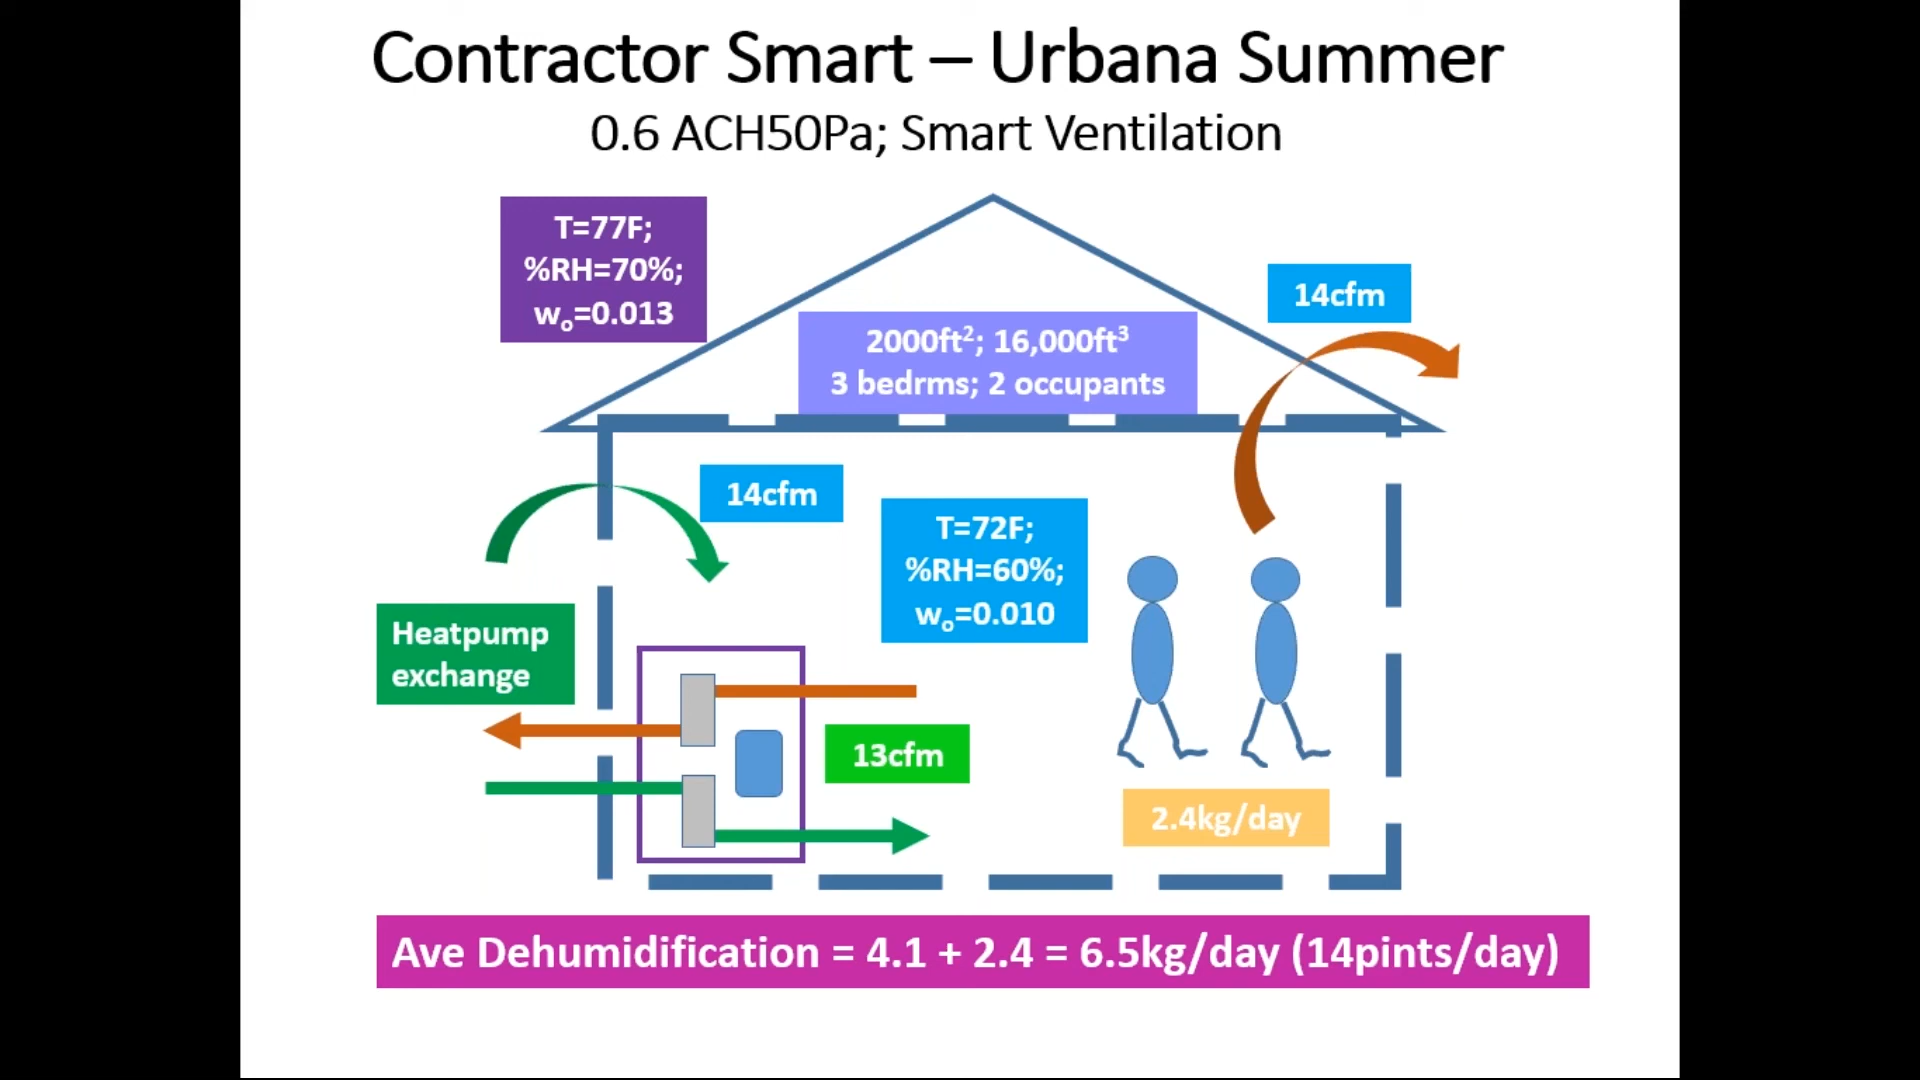 Contractor Smart – Urbana Summer
0.6 ACH50Pa; Smart Ventilation
T=77F;
%RH=70%;
wo=0.013
14cfm
2000ft²; 16,000ft³
3 bedrms; 2 occupants
14cfm
T=72F;
%RH=60%;
wo=0.010
Heatpump
exchange
13cfm
2.4kg/day
Ave Dehumidification = 4.1 + 2.4 = 6.5kg/day (14pints/day)